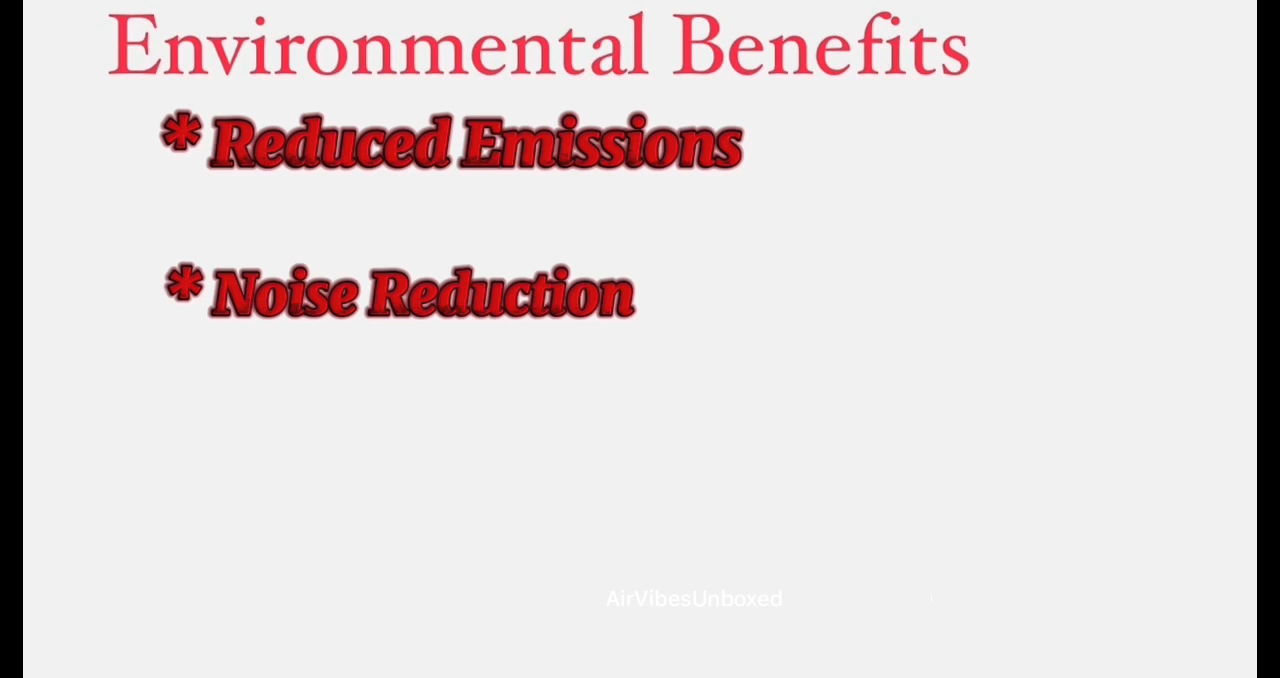 Environmental Benefits
* Reduced Emissions
* Noise Reduction
AirVibesUnboxed